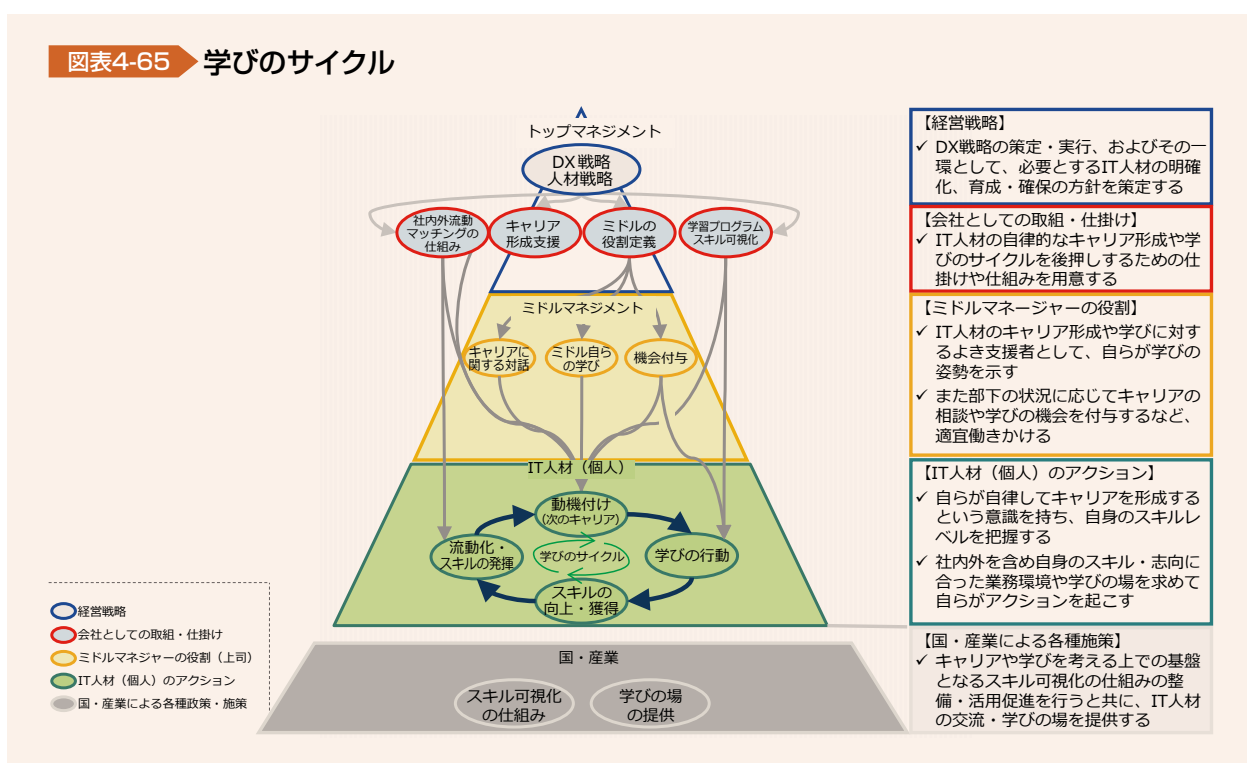 図表4-65 学びのサイクル
トップマネジメント
DX戦略
人材戦略
社内外流動
マッチングの
仕組み
キャリア
形成支援
ミドルの
役割定義
学習プログラム
スキル可視化
ミドルマネジメント
キャリアに
関する対話
ミドル自ら
の学び
機会付与
IT人材（個人）
動機付け
(次のキャリア)
流動化・
スキルの発揮
学びのサイクル
学びの行動
スキルの
向上・獲得
国・産業
スキル可視化
の仕組み
学びの場
の提供
経営戦略
会社としての取組・仕掛け
ミドルマネジャーの役割（上司）
IT人材（個人）のアクション
国・産業による各種政策・施策
【経営戦略】
✓ DX戦略の策定・実行、およびその一
環として、必要とするIT人材の明確
化、育成・確保の方針を策定する
【会社としての取組・仕掛け】
✓ IT人材の自律的なキャリア形成や学
びのサイクルを後押しするための仕
掛けや仕組みを用意する
【ミドルマネージャーの役割】
✓ IT人材のキャリア形成や学びに対す
るよき支援者として、自らが学びの
姿勢を示す
✓ また部下の状況に応じてキャリアの
相談や学びの機会を付与するなど、
適宜働きかける
【IT人材（個人）のアクション】
✓ 自らが自律してキャリアを形成する
という意識を持ち、自身のスキルレ
ベルを把握する
✓ 社内外を含め自身のスキル・志向に
合った業務環境や学びの場を求めて
自らがアクションを起こす
【国・産業による各種施策】
✓ キャリアや学びを考える上での基盤
となるスキル可視化の仕組みの整
備・活用促進を行うと共に、IT人材
の交流・学びの場を提供する